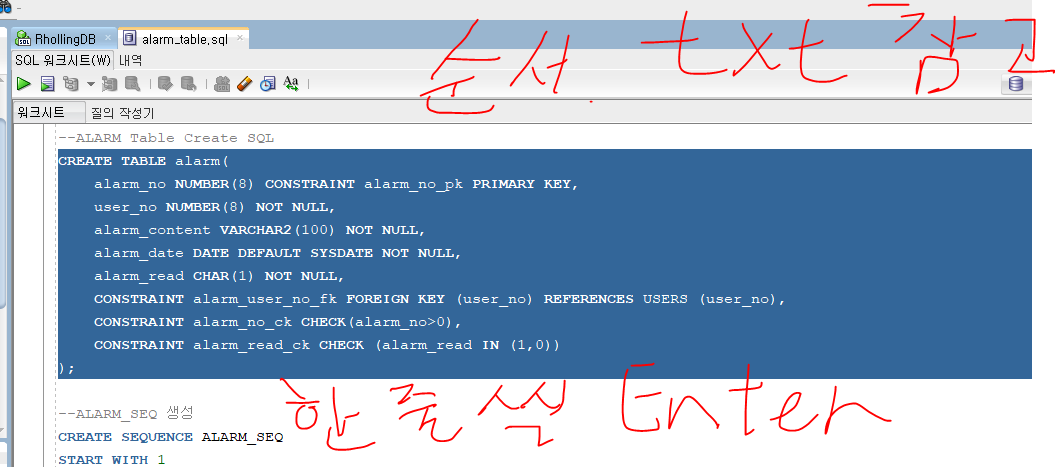 RhollingDB alarm_table.sql
SQL 워크시트(W) 내역
순서 txt 참고
워크시트 질의 작성기
--ALARM Table Create SQL
CREATE TABLE alarm(
alarm_no NUMBER(8) CONSTRAINT alarm_no_pk PRIMARY KEY,
user_no NUMBER(8) NOT NULL,
alarm_content VARCHAR2(100) NOT NULL,
alarm_date DATE DEFAULT SYSDATE NOT NULL,
alarm_read CHAR(1) NOT NULL,
CONSTRAINT alarm_user_no_fk FOREIGN KEY (user_no) REFERENCES USERS (user_no),
CONSTRAINT alarm_no_ck CHECK(alarm_no>0),
CONSTRAINT alarm_read_ck CHECK (alarm_read IN (1,0))
);
한줄씩 Enter
--ALARM_SEQ 생성
CREATE SEQUENCE ALARM_SEQ
START WITH 1